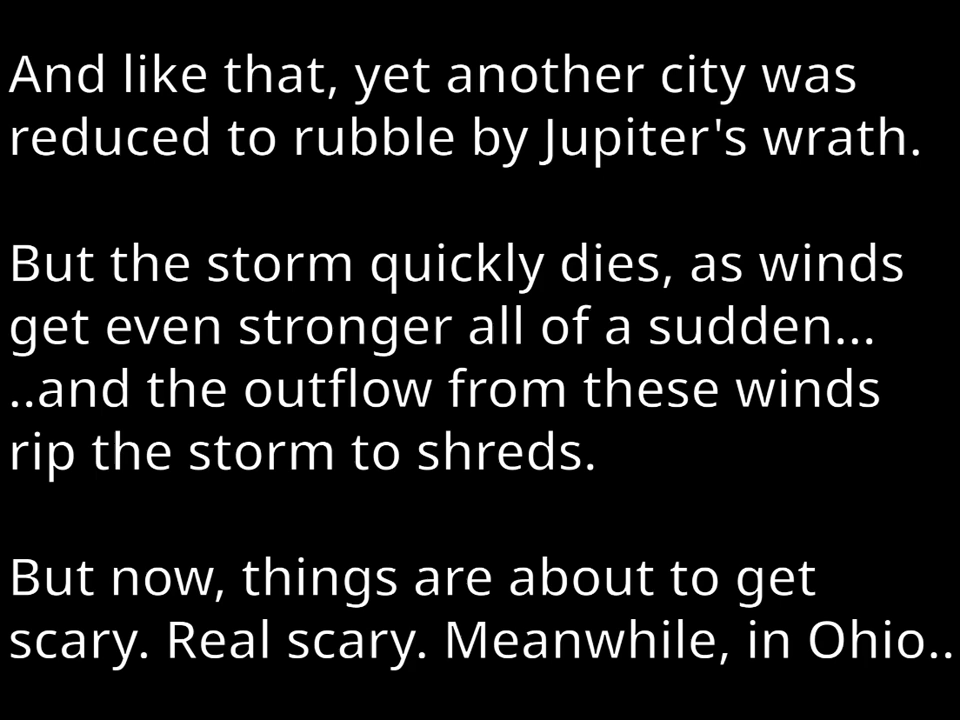 And like that, yet another city was
reduced to rubble by Jupiter's wrath.
But the storm quickly dies, as winds
get even stronger all of a sudden...
..and the outflow from these winds
rip the storm to shreds.
But now, things are about to get
scary. Real scary. Meanwhile, in Ohio..